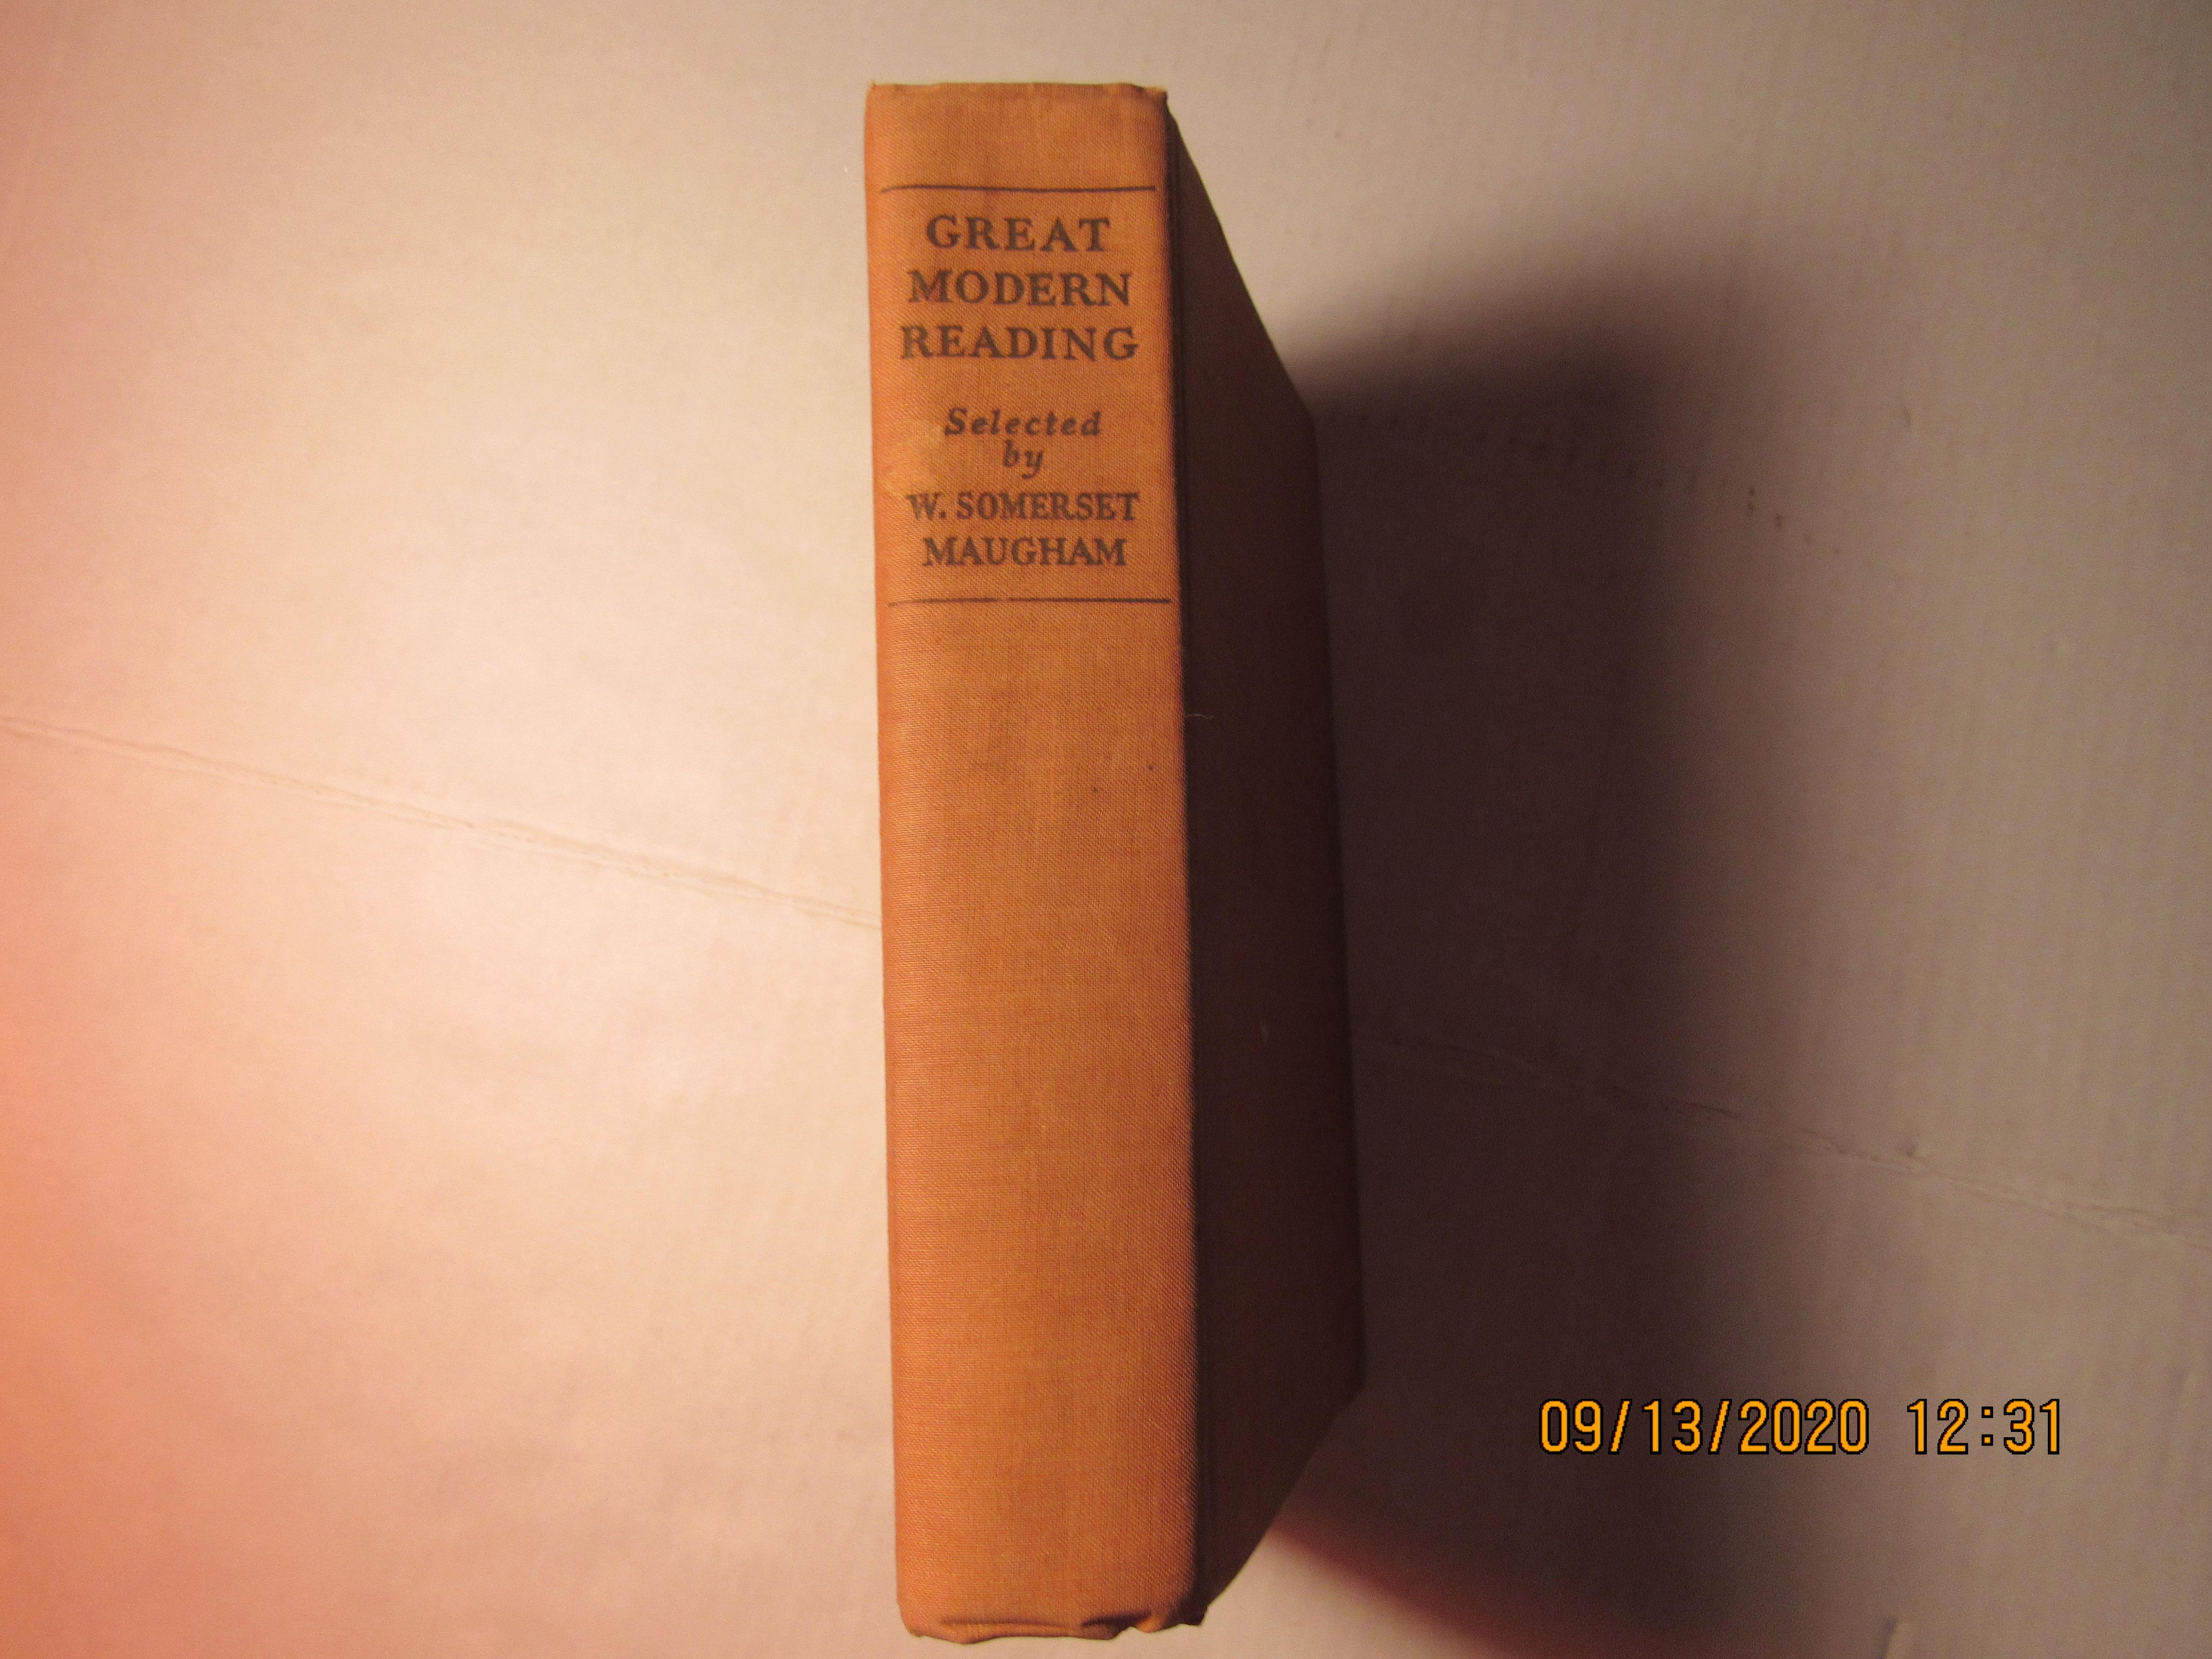 GREAT
MODERN
READING
Selected
by
W. SOMERSET
MAUGHAM
09/13/2020 12:31